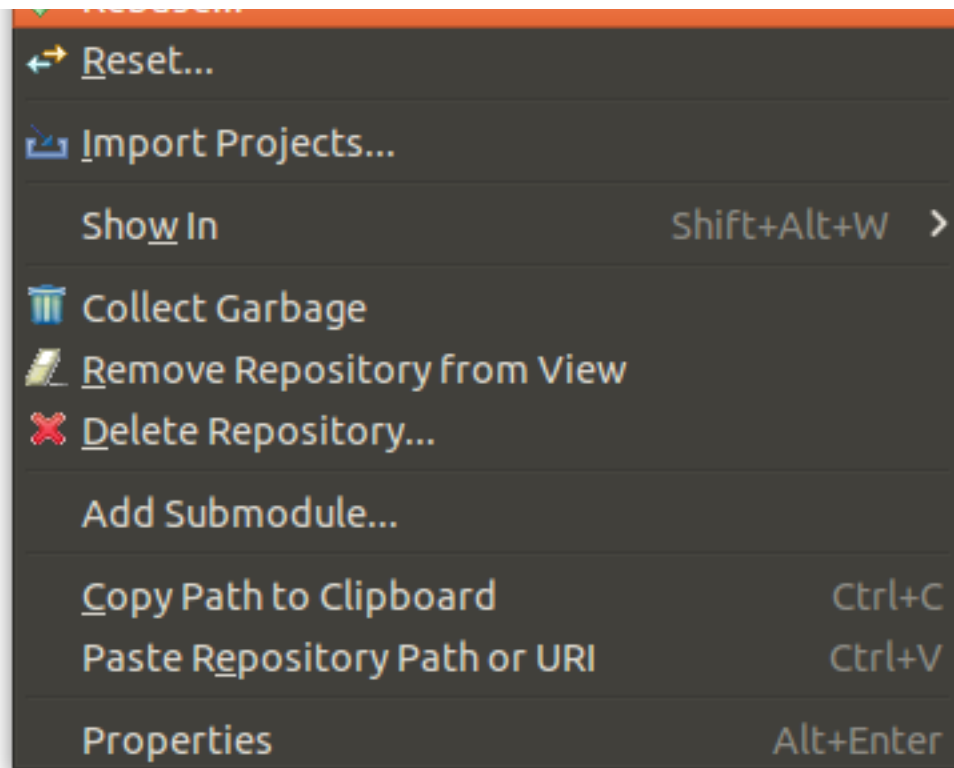 Rebase...
Reset...
Import Projects...
Show In Shift+Alt+W
Collect Garbage
Remove Repository from View
Delete Repository...
Add Submodule...
Copy Path to Clipboard Ctrl+C
Paste Repository Path or URI Ctrl+V
Properties Alt+Enter